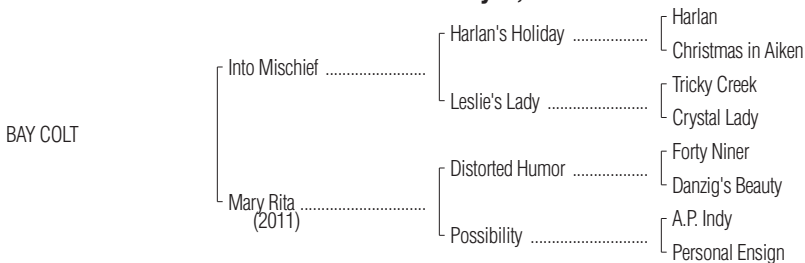 Harlan
Harlan's Holiday ..................
Christmas in Aiken
Into Mischief ........................
Tricky Creek
Leslie's Lady ........................
Crystal Lady
BAY COLT
Forty Niner
Distorted Humor ..................
Danzig's Beauty
Mary Rita ..............................
(2011)
A.P. Indy
Possibility ............................
Personal Ensign